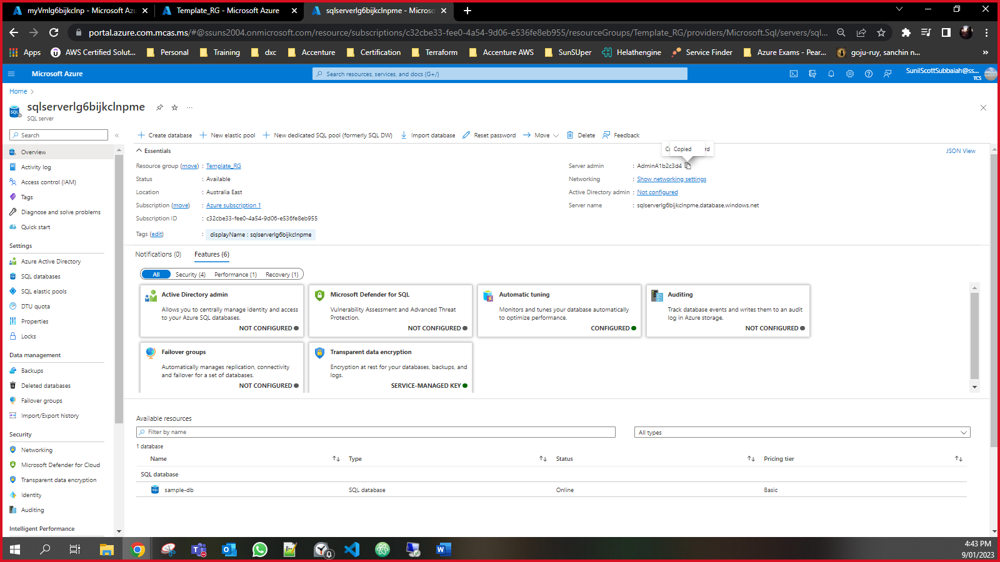 myVmlg6bijkclnp - Microsoft Azu
Template_RG - Microsoft Azure
sqlserverlg6bijkclnpme - Microso
portal.azure.com.mcas.ms/#@ssuns2004.onmicrosoft.com/resource/subscriptions/c32cbe33-fee0-4a54-9d06-e536fe8eb955/resourceGroups/Template_RG/providers/Microsoft.Sql/servers/sql...
Apps
AWS Certified Solut...
Personal
Training
dxc
Accenture
Certification
Terraform
Accenture AWS
SunSUper
Helathengine
Service Finder
Azure Exams - Pear...
goju-ruy, sanchin n...
»
Microsoft Azure
Search resources, services, and docs (G+/)
SunilScottSubbaiah@ss...
TCS
Home
sqlserverlg6bijkclnpme
...
SQL server
Search
«
Overview
Activity log
Access control (IAM)
Tags
Diagnose and solve problems
Quick start
Settings
Azure Active Directory
SQL databases
SQL elastic pools
DTU quota
Properties
Locks
Data management
Backups
Deleted databases
Failover groups
Import/Export history
Security
Networking
Microsoft Defender for Cloud
Transparent data encryption
Identity
Auditing
Intelligent Performance
Create database
New elastic pool
New dedicated SQL pool (formerly SQL DW)
Import database
Reset password
Move
Delete
Feedback
Essentials
Copied
JSON View
Resource group (move) : Template_RG
Status : Available
Location : Australia East
Subscription (move) : Azure subscription 1
Subscription ID : c32cbe33-fee0-4a54-9d06-e536fe8eb955
Tags (edit) : displayName : sqlserverlg6bijkclnpme
Server admin : AdminA1b2c3d4
Networking : Show networking settings
Active Directory admin : Not configured
Server name : sqlserverlg6bijkclnpme.database.windows.net
Notifications (0)
Features (6)
All
Security (4)
Performance (1)
Recovery (1)
Active Directory admin
Allows you to centrally manage identity and access
to your Azure SQL databases.
NOT CONFIGURED
Microsoft Defender for SQL
Vulnerability Assessment and Advanced Threat
Protection.
NOT CONFIGURED
Automatic tuning
Monitors and tunes your database automatically
to optimize performance.
CONFIGURED
Auditing
Track database events and writes them to an audit
log in Azure storage.
NOT CONFIGURED
Failover groups
Automatically manages replication, connectivity
and failover for a set of databases.
NOT CONFIGURED
Transparent data encryption
Encryption at rest for your databases, backups, and
logs.
SERVICE-MANAGED KEY
Available resources
Filter by name
All types
1 database
Name
Type
Status
Pricing tier
SQL database
sample-db
SQL database
Online
Basic
4:43 PM
9/01/2023